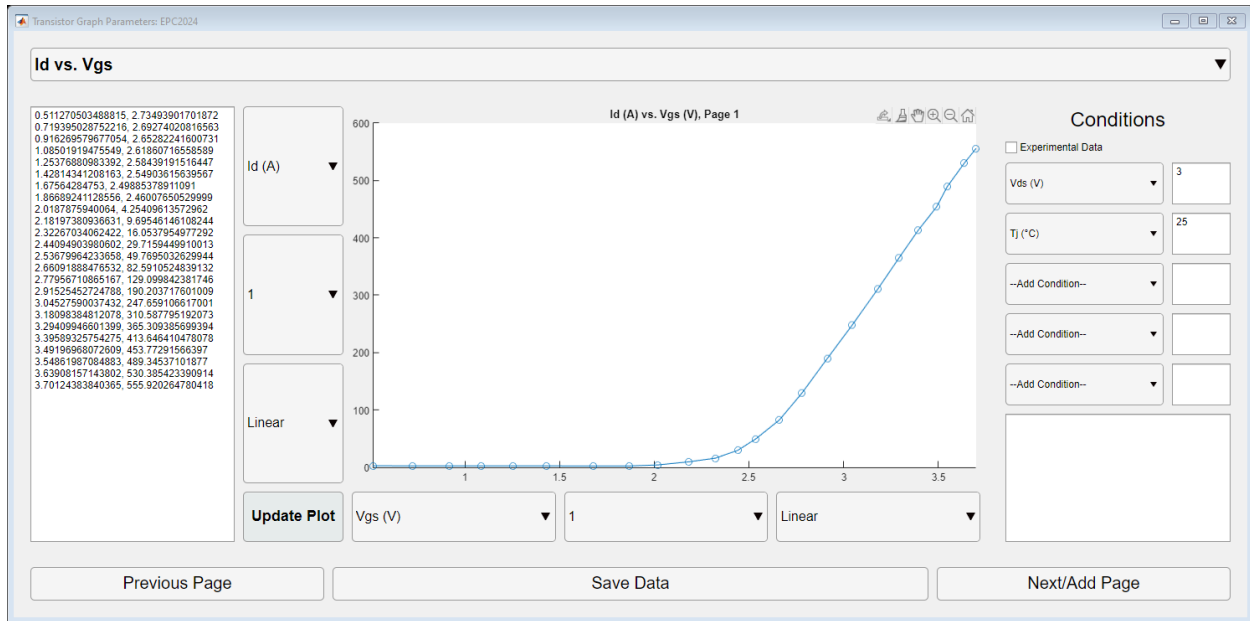 Transistor Graph Parameters: EPC2024
Id vs. Vgs
0.511270503488815, 2.73493901701872
0.719395028752216, 2.69274020816563
0.916269579677054, 2.65282241600731
1.08501919475549, 2.61860716558589
1.25376880983392, 2.58439191516447
1.42814341208163, 2.54903615639567
1.67564284753, 2.49885378911091
1.86689241128556, 2.46007650529999
2.0187875940064, 4.25409613572962
2.18197380936631, 9.69546146108244
2.32267034062422, 16.0537954977292
2.44094903980602, 29.7159449910013
2.53679964233658, 49.7695032629944
2.66091888476532, 82.5910524839132
2.77956710865167, 129.099842381746
2.91525452724788, 190.203717601009
3.04527590037432, 247.659106617001
3.18098384812078, 310.587795192073
3.29409946601399, 365.309385699394
3.39589325754275, 413.646410478078
3.49196968072609, 453.77291566397
3.54861987084883, 489.34537101877
3.63908157143802, 530.385423390914
3.70124383840365, 555.920264780418
Id (A)
1
Linear
Update Plot
Id (A) vs. Vgs (V), Page 1
600
500
400
300
200
100
0
1
1.5
2
2.5
3
3.5
Vgs (V)
1
Linear
Conditions
Experimental Data
Vds (V)
3
Tj (°C)
25
--Add Condition--
--Add Condition--
--Add Condition--
Previous Page
Save Data
Next/Add Page